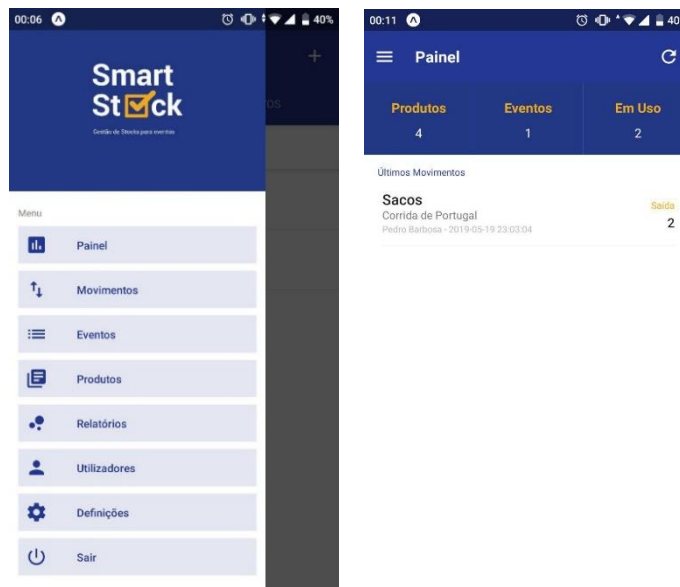 00:06
40%
Smart
Stock
Gestão de Stocks para eventos
Menu
Painel
Movimentos
Eventos
Produtos
Relatórios
Utilizadores
Definições
Sair
00:11
40
Painel
Produtos
Eventos
Em Uso
4
1
2
Últimos Movimentos
Sacos
Saída
Corrida de Portugal
2
Pedro Barbosa - 2019-05-19 23:03:04